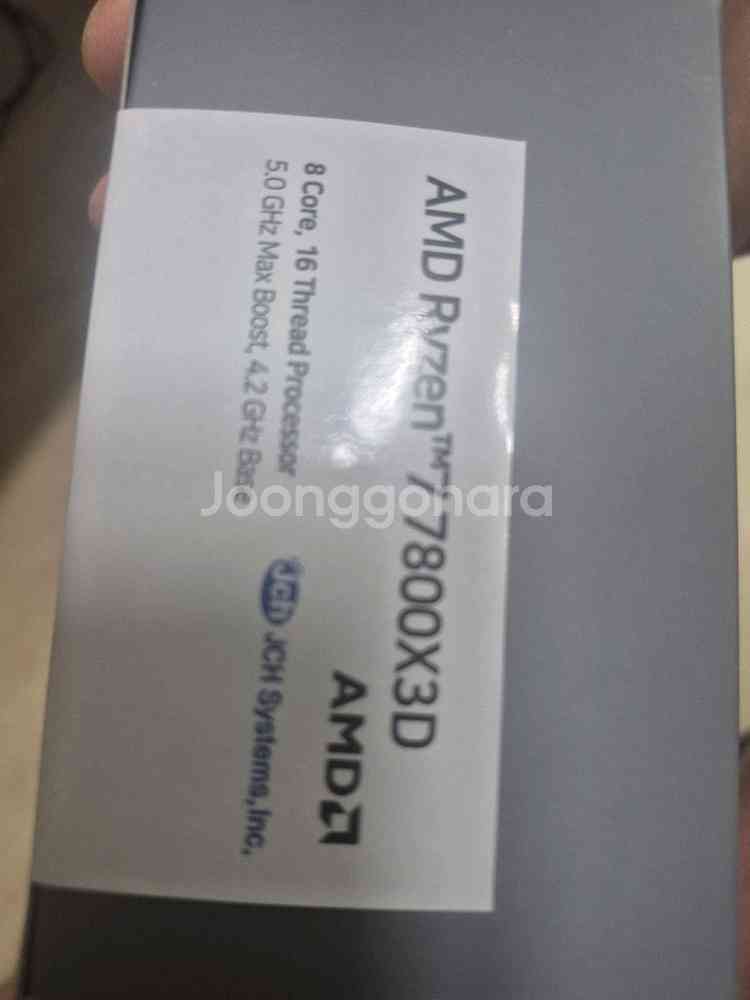 AMD Ryzen™ 7 7800X3D
8 Core, 16 Thread Processor
5.0 GHz Max Boost, 4.2 GHz Base
AMD
JCH JCH Systems, Inc.
Joonggonara